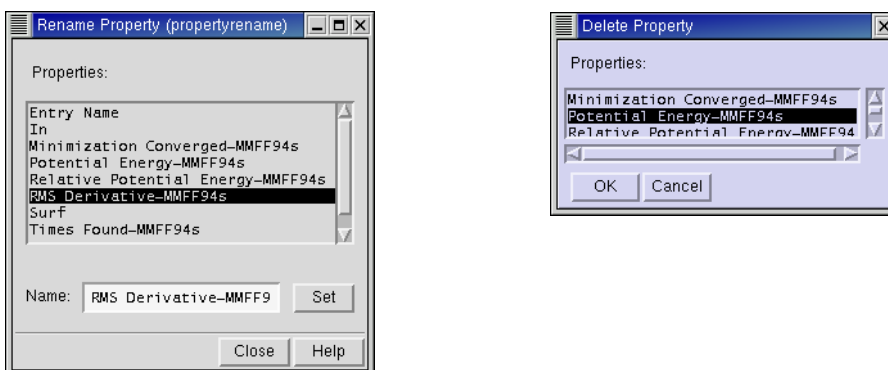 Rename Property (propertyrename)
Properties:
Entry Name
In
Minimization Converged–MMFF94s
Potential Energy–MMFF94s
Relative Potential Energy–MMFF94s
RMS Derivative–MMFF94s
Surf
Times Found–MMFF94s
Name: RMS Derivative–MMFF9 Set
Close Help
Delete Property
Properties:
Minimization Converged–MMFF94s
Potential Energy–MMFF94s
Relative Potential Energy–MMFF94
OK Cancel